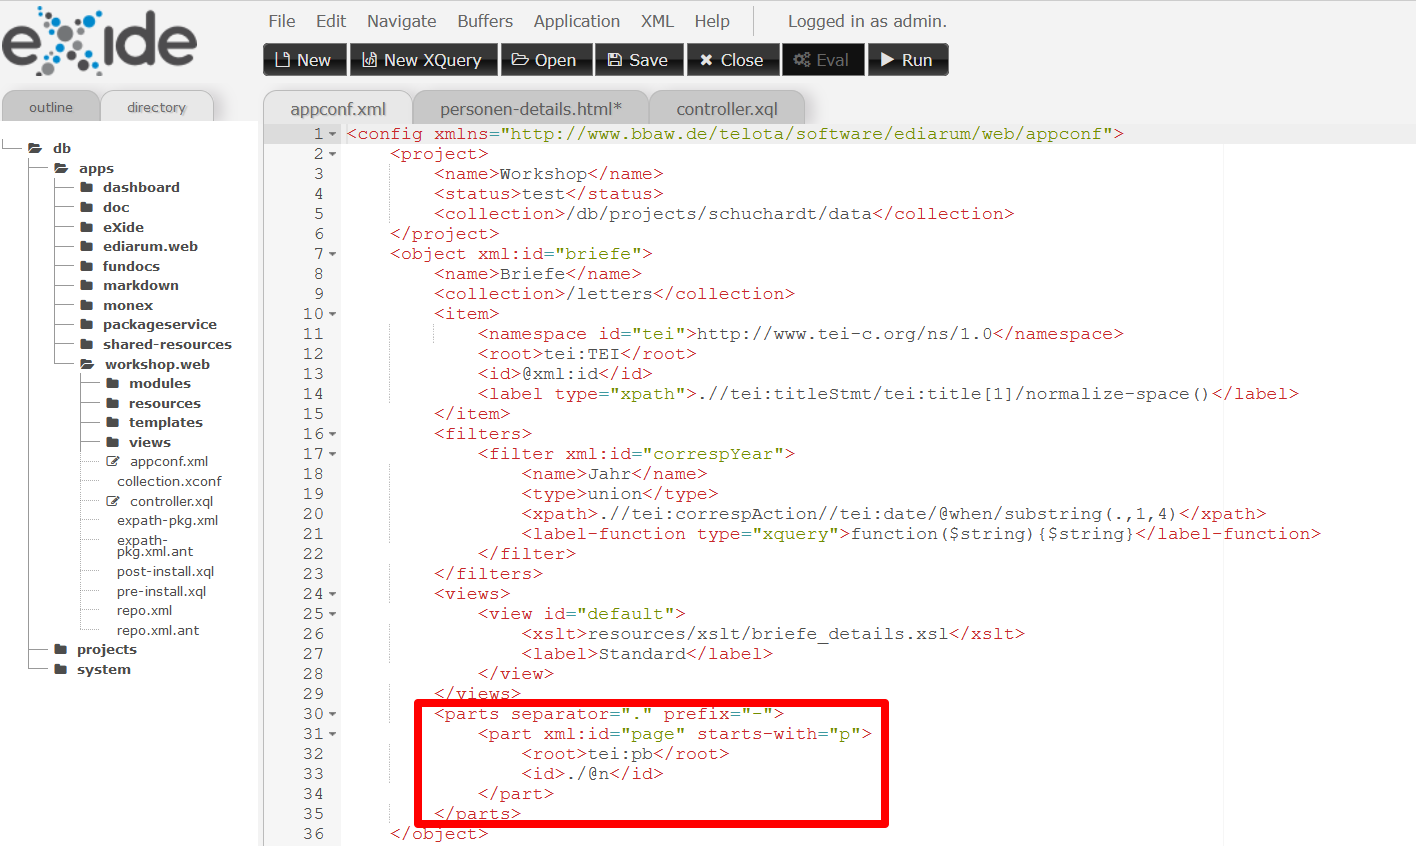 eXide
File Edit Navigate Buffers Application XML Help Logged in as admin.
New New XQuery Open Save Close Eval Run
outline directory
appconf.xml personen-details.html* controller.xql
db
apps
dashboard
doc
eXide
ediarum.web
fundocs
markdown
monex
packageservice
shared-resources
workshop.web
modules
resources
templates
views
appconf.xml
collection.xconf
controller.xql
expath-pkg.xml
expath-
pkg.xml.ant
post-install.xql
pre-install.xql
repo.xml
repo.xml.ant
projects
system
1 <config xmlns="http://www.bbaw.de/telota/software/ediarum/web/appconf">
2 <project>
3 <name>Workshop</name>
4 <status>test</status>
5 <collection>/db/projects/schuchardt/data</collection>
6 </project>
7 <object xml:id="briefe">
8 <name>Briefe</name>
9 <collection>/letters</collection>
10 <item>
11 <namespace id="tei">http://www.tei-c.org/ns/1.0</namespace>
12 <root>tei:TEI</root>
13 <id>@xml:id</id>
14 <label type="xpath">.//tei:titleStmt/tei:title[1]/normalize-space()</label>
15 </item>
16 <filters>
17 <filter xml:id="correspYear">
18 <name>Jahr</name>
19 <type>union</type>
20 <xpath>.//tei:correspAction//tei:date/@when/substring(.,1,4)</xpath>
21 <label-function type="xquery">function($string){$string}</label-function>
22 </filter>
23 </filters>
24 <views>
25 <view id="default">
26 <xslt>resources/xslt/briefe_details.xsl</xslt>
27 <label>Standard</label>
28 </view>
29 </views>
30 <parts separator="." prefix="-">
31 <part xml:id="page" starts-with="p">
32 <root>tei:pb</root>
33 <id>./@n</id>
34 </part>
35 </parts>
36 </object>